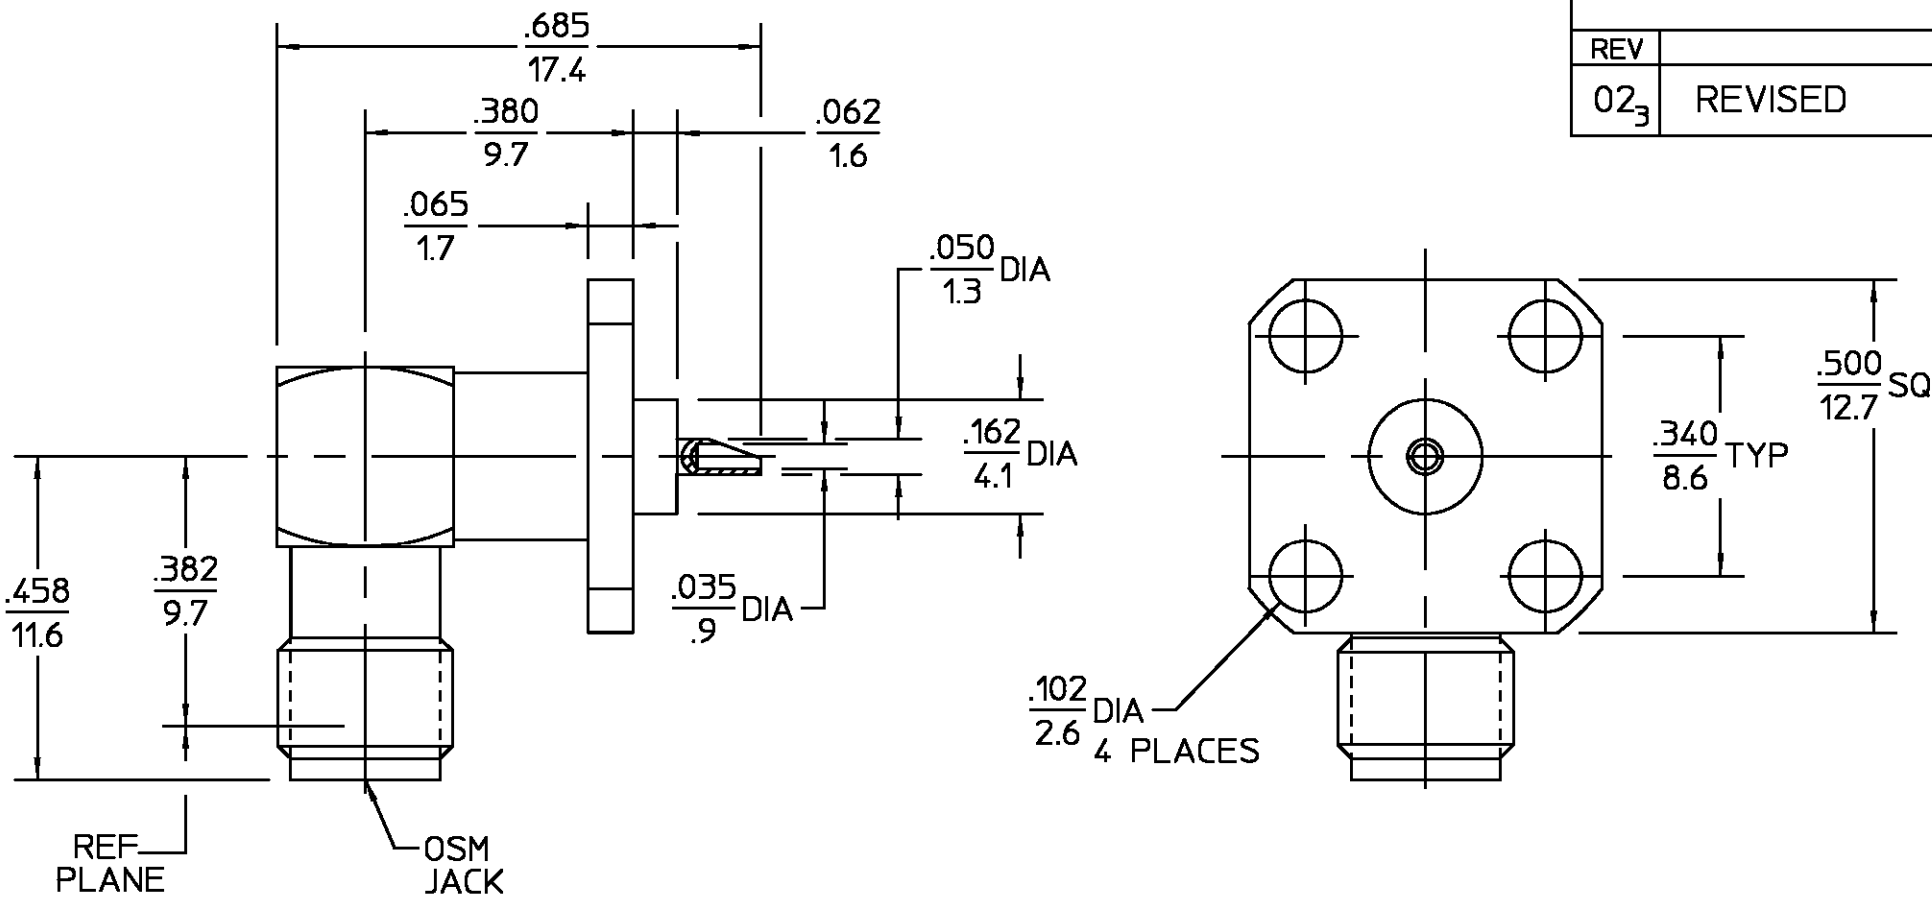 .685
17.4
REV
02₃ REVISED
.380
9.7
.062
1.6
.065
1.7
.050
1.3 DIA
.500
12.7 SQ
.340
8.6 TYP
.162
4.1 DIA
.458
11.6
.382
9.7
.035
.9 DIA
.102
2.6 DIA
4 PLACES
REF
PLANE
OSM
JACK